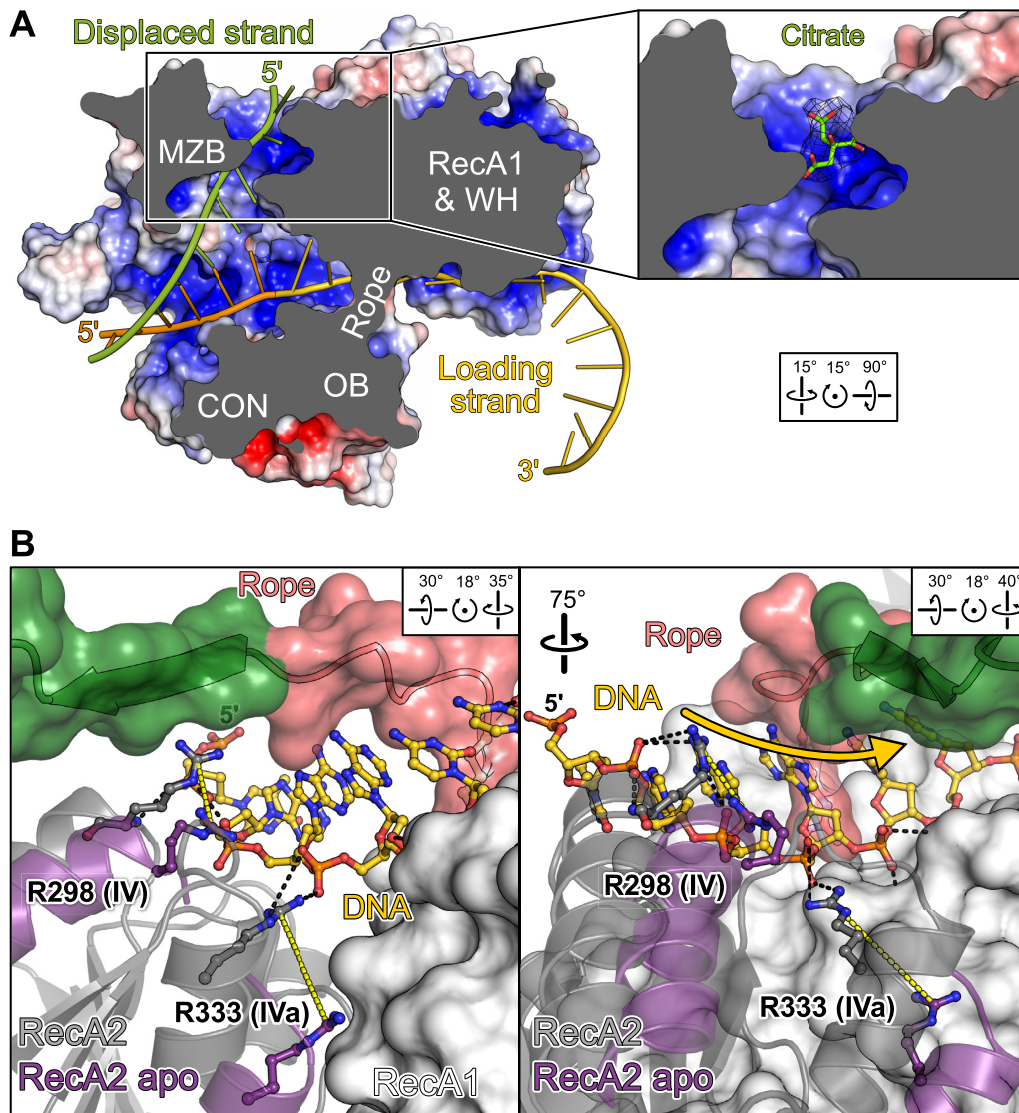 A
Displaced strand
5'
MZB
RecA1
& WH
Rope
5'
CON
OB
Loading
strand
3'
Citrate
15° 15° 90°
B
Rope
30° 18° 35°
5'
R298 (IV)
DNA
R333 (IVa)
RecA2
RecA2 apo
RecA1
75°
Rope
30° 18° 40°
5'
DNA
R298 (IV)
R333 (IVa)
RecA2
RecA2 apo